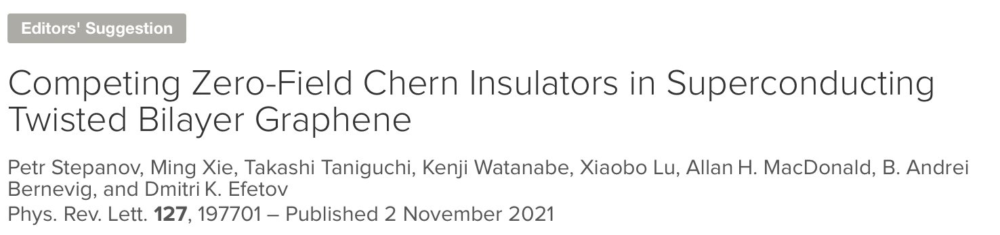 Editors' Suggestion
Competing Zero-Field Chern Insulators in Superconducting
Twisted Bilayer Graphene
Petr Stepanov, Ming Xie, Takashi Taniguchi, Kenji Watanabe, Xiaobo Lu, Allan H. MacDonald, B. Andrei
Bernevig, and Dmitri K. Efetov
Phys. Rev. Lett. 127, 197701 – Published 2 November 2021